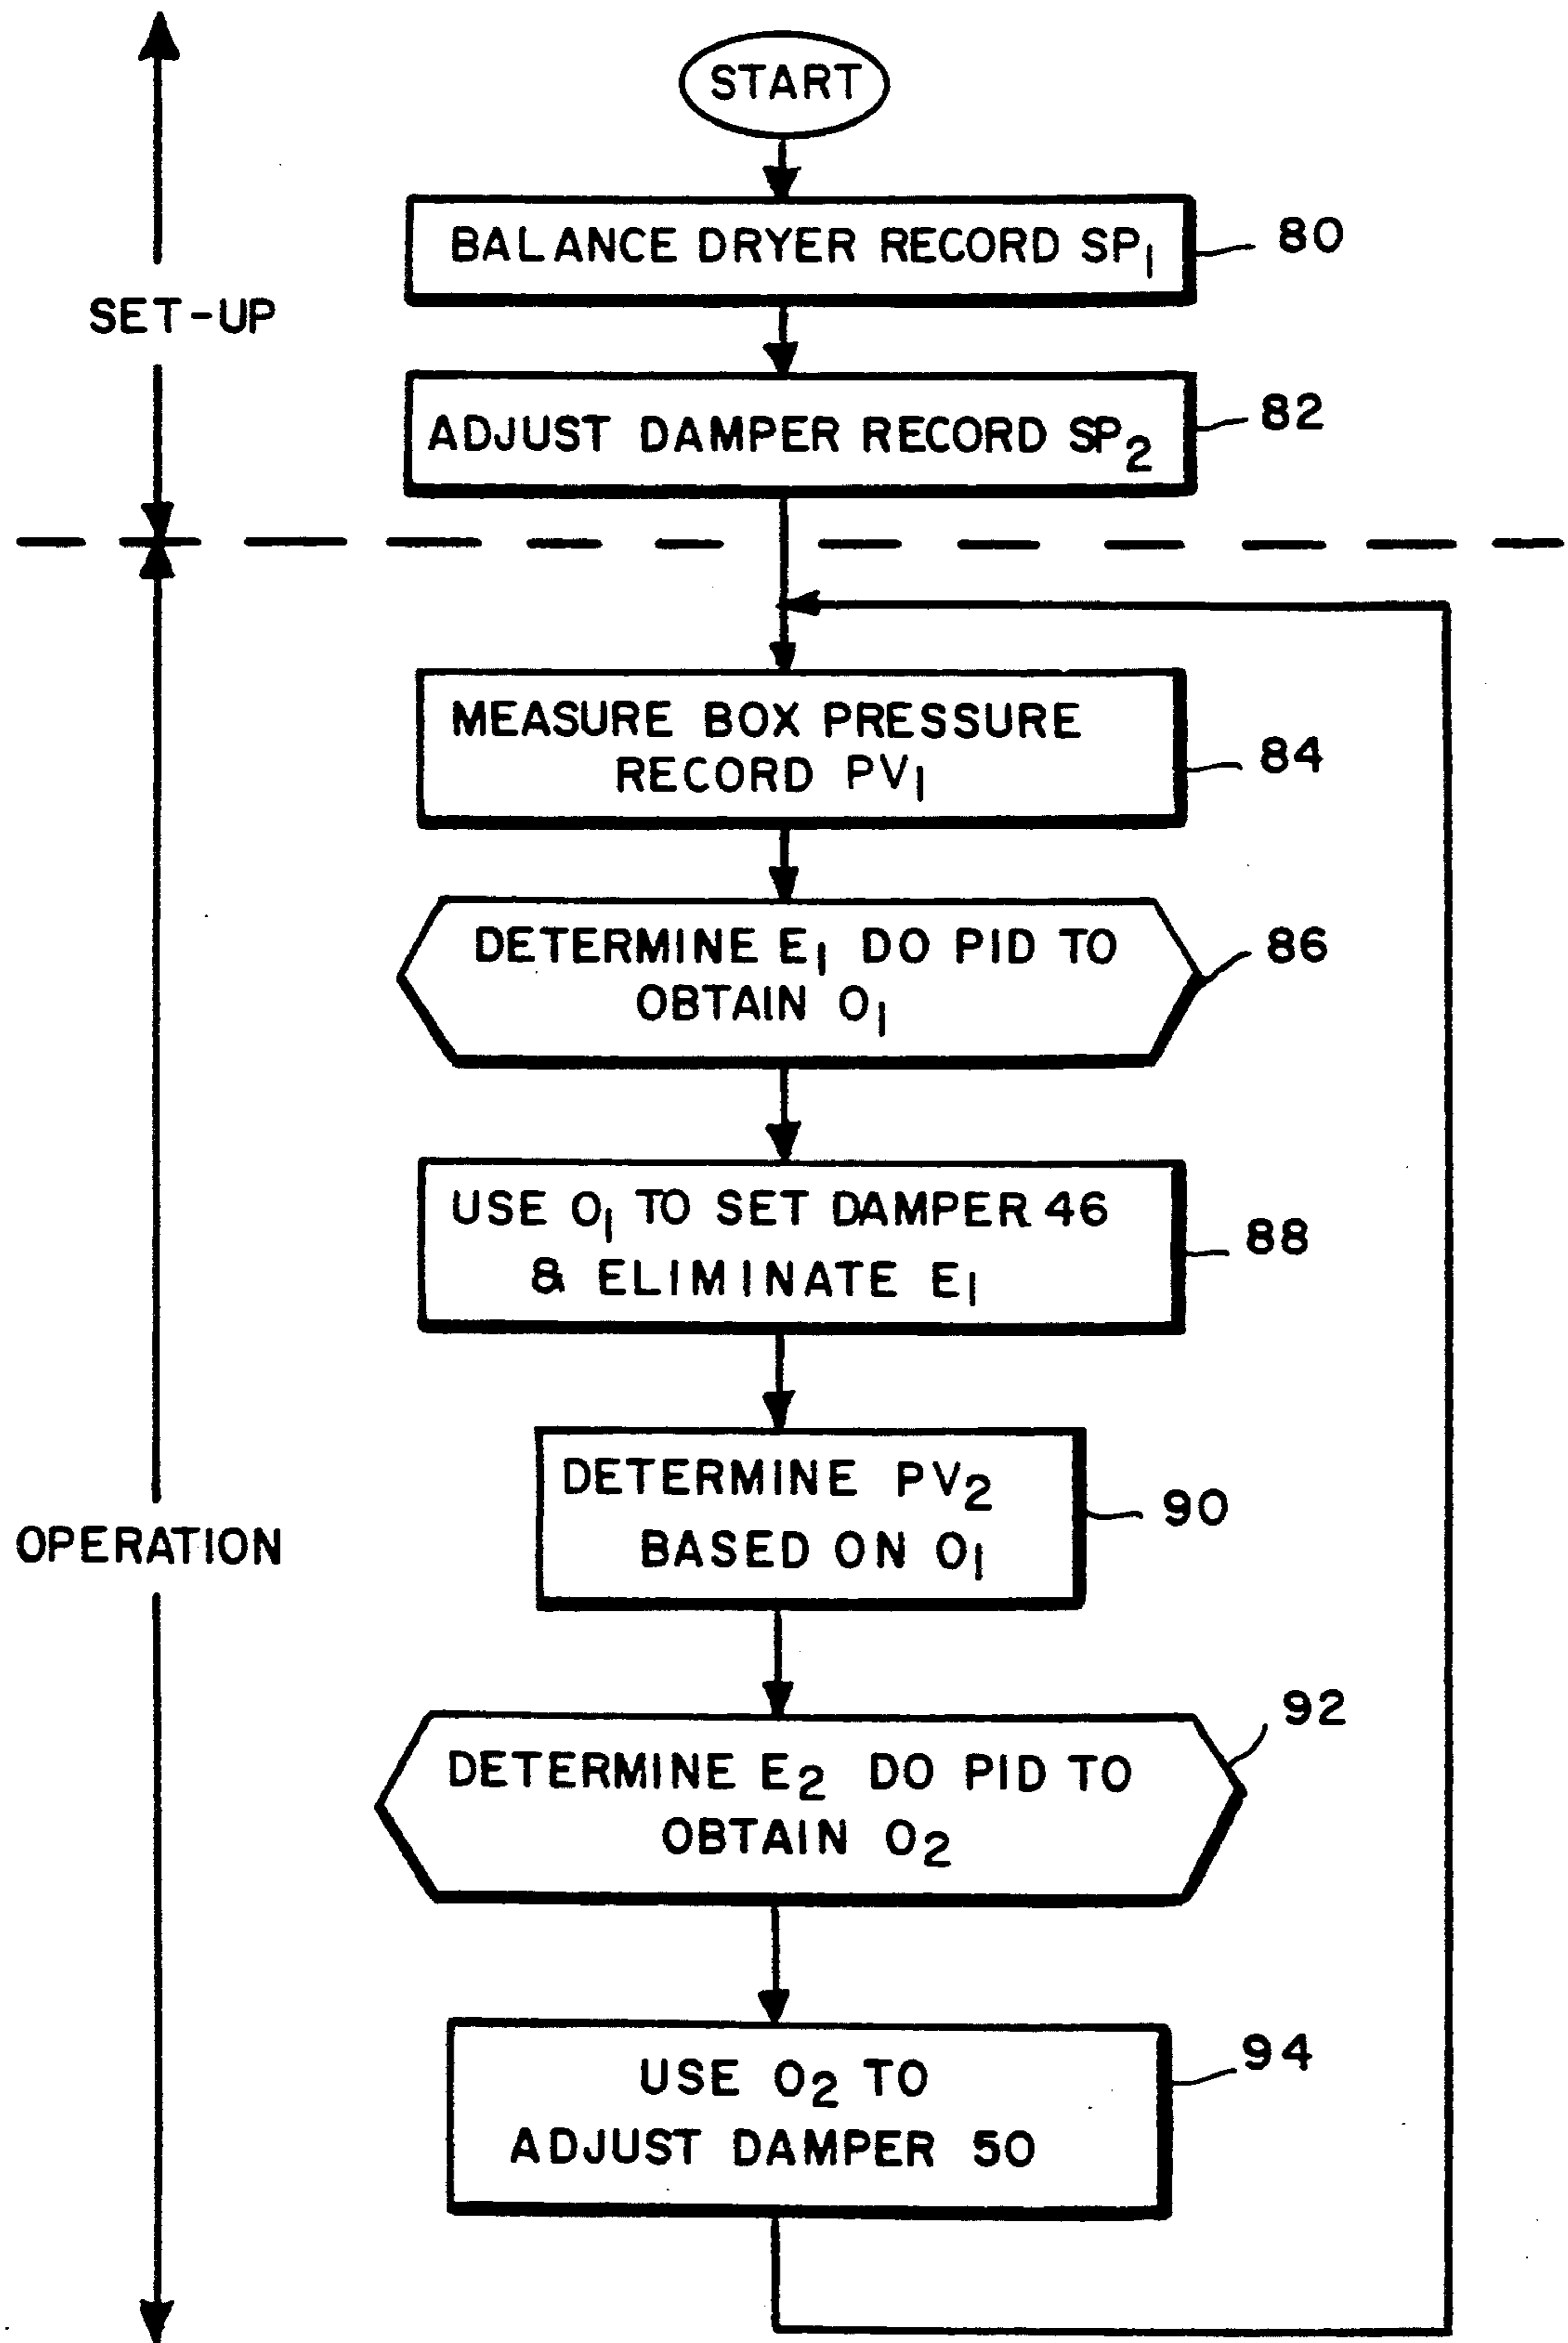 START
BALANCE DRYER RECORD SP₁
80
SET-UP
ADJUST DAMPER RECORD SP₂
82
MEASURE BOX PRESSURE
RECORD PV₁
84
DETERMINE E₁ DO PID TO
OBTAIN O₁
86
USE O₁ TO SET DAMPER 46
& ELIMINATE E₁
88
DETERMINE PV₂
BASED ON O₁
90
OPERATION
DETERMINE E₂ DO PID TO
OBTAIN O₂
92
USE O₂ TO
ADJUST DAMPER 50
94